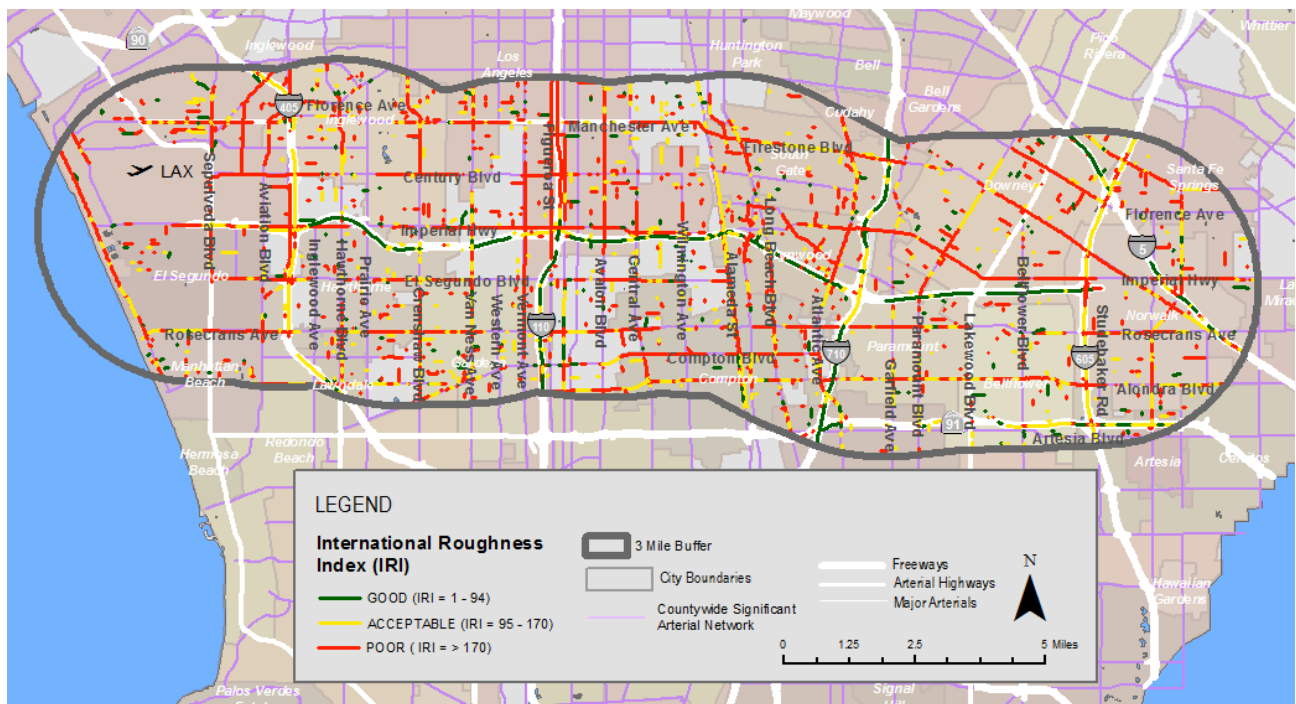 Maywood
Whittier
90
Inglewood
Los
Angeles
Huntington
Park
Bell
Pico
Rivera
Bell
Gardens
405
Florence Ave
Inglewood
Figueroa St
Manchester Ave
Cudahy
Firestone Blvd
South
Gate
LAX
Sepulveda Blvd
Aviation Blvd
Century Blvd
Downey
Santa Fe
Springs
Florence Ave
Imperial Hwy
Inglewood Ave
Hawthorne Blvd
Prairie Ave
Wilmington Ave
Long Beach Blvd
Lynwood
5
El Segundo
Hawthorne
El Segundo Blvd
Crenshaw Blvd
Van Ness Ave
Western Ave
Vermont Ave
Avalon Blvd
Central Ave
Alameda St
Atlantic Ave
Bellflower Blvd
Imperial Hwy
La
Norwalk
Rosecrans Ave
110
Compton Blvd
710
Garfield Ave
Paramount Blvd
Paramount
Lakewood Blvd
605
Studebaker Rd
Rosecrans Ave
Manhattan
Beach
Lawndale
Compton
Bellflower
Alondra Blvd
91
Artesia Blvd
Hermosa
Beach
Redondo
Beach
Artesia
Cerritos
LEGEND
International Roughness
Index (IRI)
GOOD (IRI = 1 - 94)
ACCEPTABLE (IRI = 95 - 170)
POOR ( IRI = > 170)
3 Mile Buffer
City Boundaries
Countywide Significant
Arterial Network
Freeways
Arterial Highways
Major Arterials
N
0 1.25 2.5 5 Miles
Hawaiian
Gardens
Palos Verdes
Signal